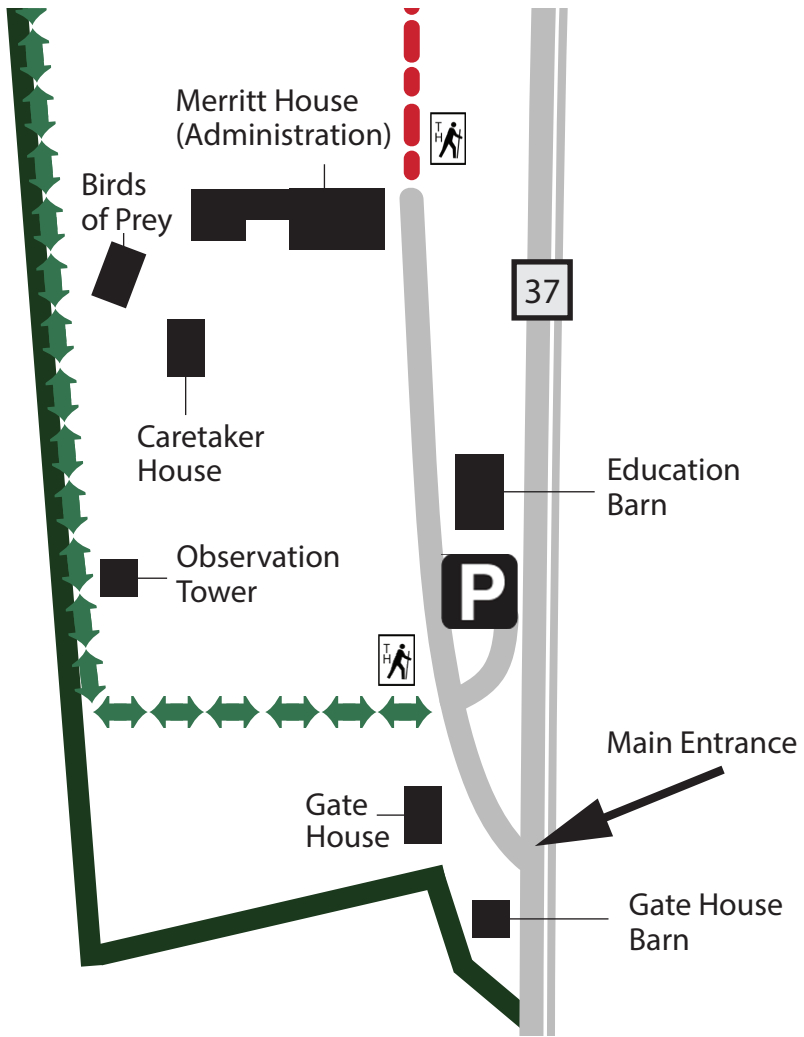 Merritt House
(Administration)
T
H
Birds
of Prey
37
Caretaker
House
Education
Barn
Observation
Tower
P
T
H
Main Entrance
Gate
House
Gate House
Barn